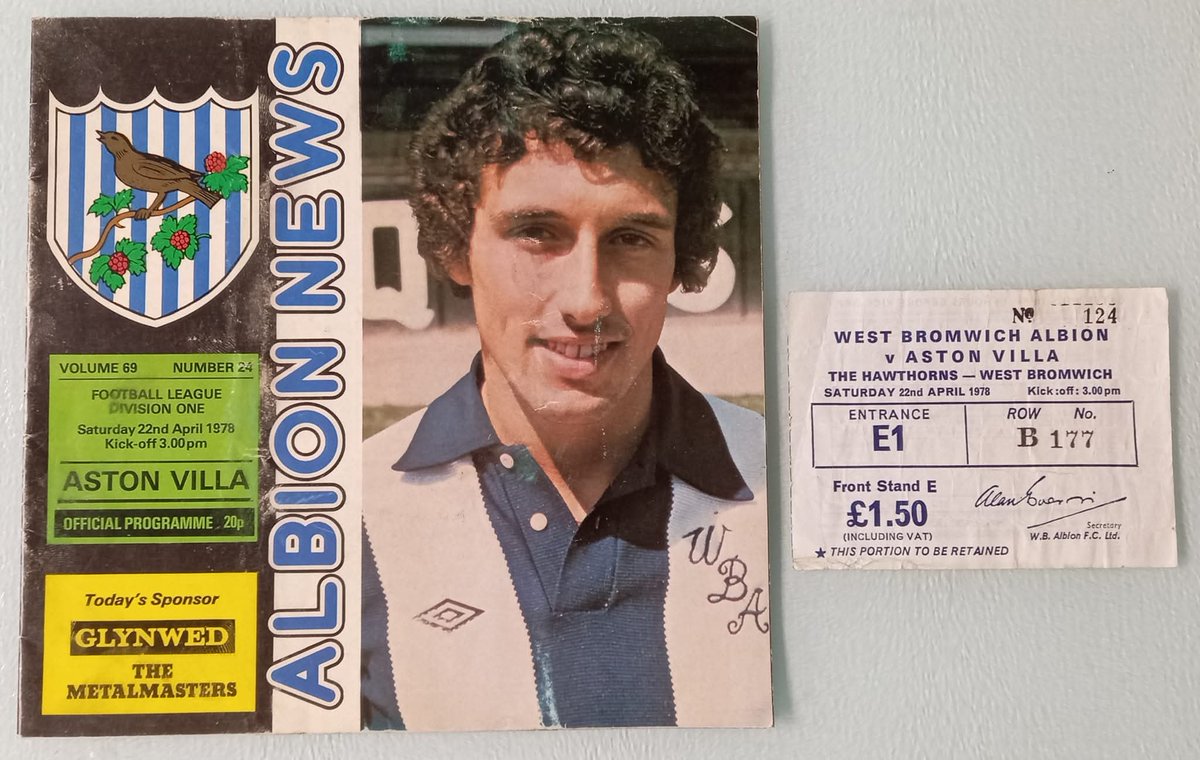 VOLUME 69 NUMBER 24
FOOTBALL LEAGUE
DIVISION ONE
Saturday 22nd April 1978
Kick-off 3.00pm
ASTON VILLA
OFFICIAL PROGRAMME 20p
Today's Sponsor
GLYNWED
THE
METALMASTERS
ALBION NEWS
WBA
Nº 124
WEST BROMWICH ALBION
v ASTON VILLA
THE HAWTHORNS — WEST BROMWICH
SATURDAY 22nd APRIL 1978 Kick:off: 3.00pm
ENTRANCE ROW No.
E1 B 177
Front Stand E
£1.50
(INCLUDING VAT)
Secretary
W.B. Albion F.C. Ltd.
★ THIS PORTION TO BE RETAINED